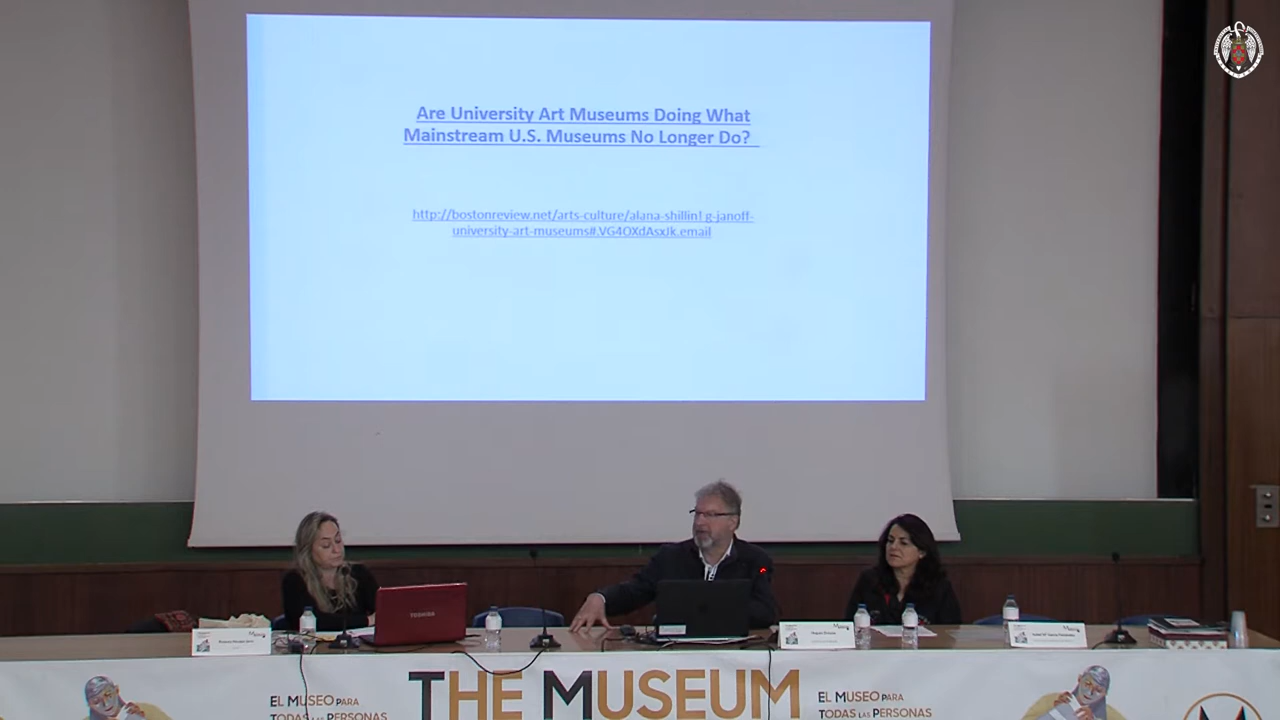 Are University Art Museums Doing What
Mainstream U.S. Museums No Longer Do?
http://bostonreview.net/arts-culture/alana-shillin! g-janoff-
university-art-museums#.VG4OXdAsxJk.email
TOSHIBA
THE MUSEUM
EL MUSEO PARA
TODAS LAS PERSONAS
EL MUSEO PARA
TODAS LAS PERSONAS